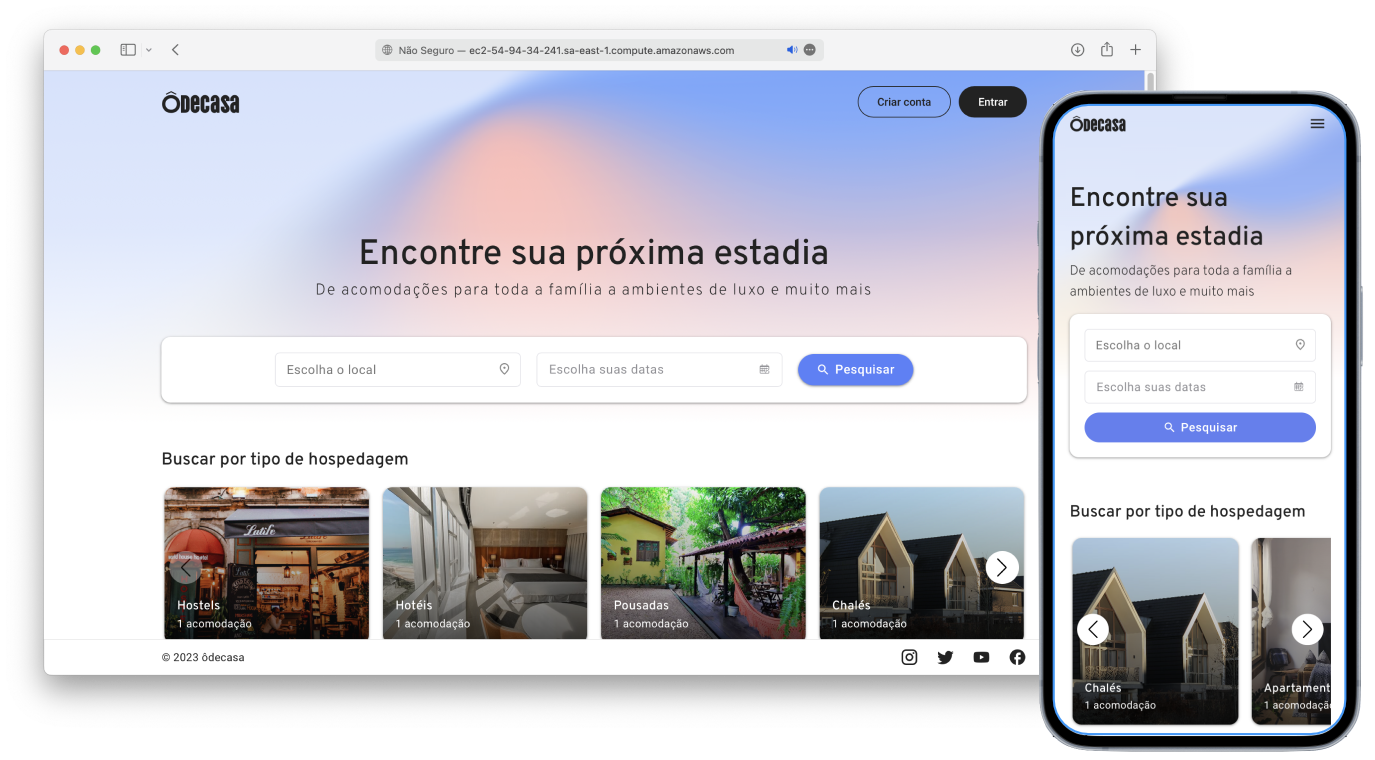 Não Seguro — ec2-54-94-34-241.sa-east-1.compute.amazonaws.com
ôdecasa
Criar conta
Entrar
Encontre sua próxima estadia
De acomodações para toda a família a ambientes de luxo e muito mais
Escolha o local
Escolha suas datas
Pesquisar
Buscar por tipo de hospedagem
Latife
Hostels
1 acomodação
Hotéis
1 acomodação
Pousadas
1 acomodação
Chalés
1 acomodação
© 2023 ôdecasa
ôdecasa
Encontre sua
próxima estadia
De acomodações para toda a família a
ambientes de luxo e muito mais
Escolha o local
Escolha suas datas
Pesquisar
Buscar por tipo de hospedagem
Chalés
1 acomodação
Apartament
1 acomodaçã